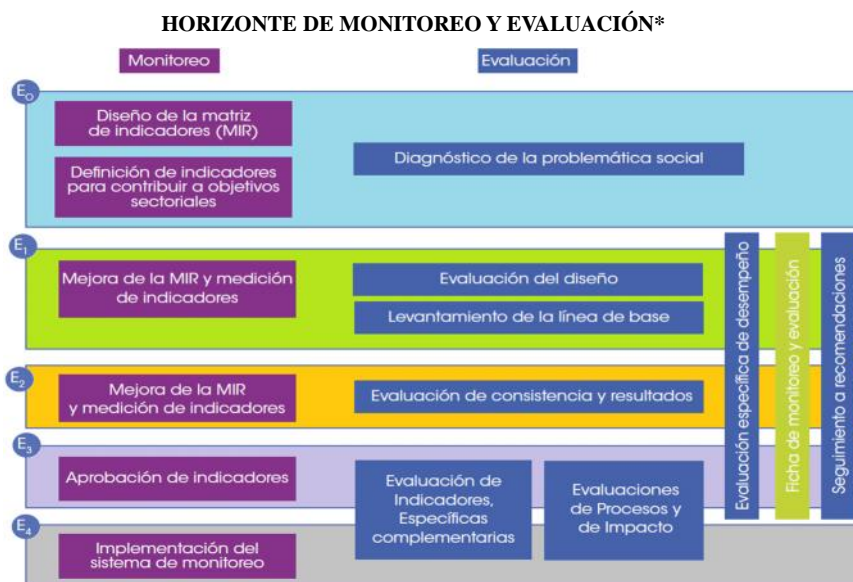 HORIZONTE DE MONITOREO Y EVALUACIÓN*
Monitoreo
Evaluación
E0
Diseño de la matriz
de indicadores (MIR)
Definición de indicadores
para contribuir a objetivos
sectoriales
Diagnóstico de la problemática social
E1
Mejora de la MIR y medición
de indicadores
Evaluación del diseño
Levantamiento de la línea de base
E2
Mejora de la MIR
y medición de indicadores
Evaluación de consistencia y resultados
E3
Aprobación de indicadores
Evaluación de
Indicadores,
Específicas
complementarias
Evaluaciones
de Procesos y
de Impacto
E4
Implementación del
sistema de monitoreo
Evaluación específica de desempeño
Ficha de monitoreo y evaluación
Seguimiento a recomendaciones